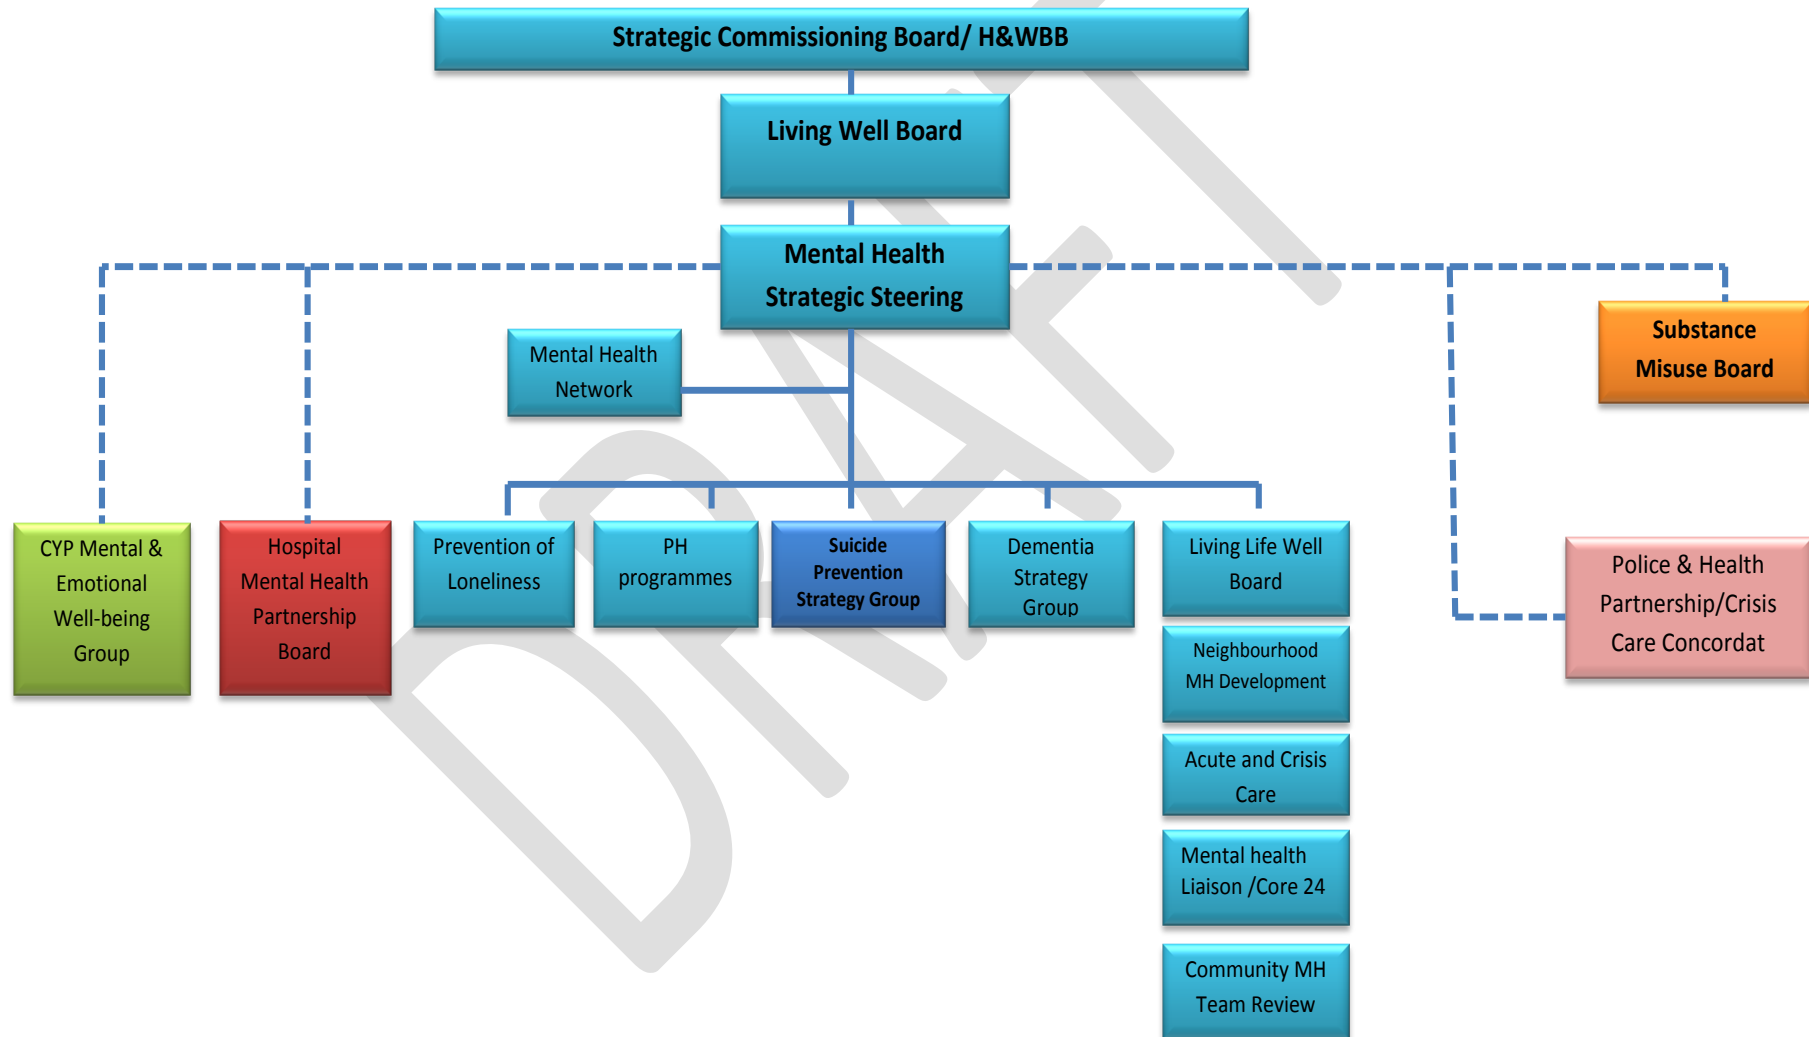 Strategic Commissioning Board/ H&WBB
Living Well Board
Mental Health
Strategic Steering
Mental Health
Network
Substance
Misuse Board
CYP Mental &
Emotional
Well-being
Group
Hospital
Mental Health
Partnership
Board
Prevention of
Loneliness
PH
programmes
Suicide
Prevention
Strategy Group
Dementia
Strategy
Group
Living Life Well
Board
Police & Health
Partnership/Crisis
Care Concordat
Neighbourhood
MH Development
Acute and Crisis
Care
Mental health
Liaison /Core 24
Community MH
Team Review
DRAFT